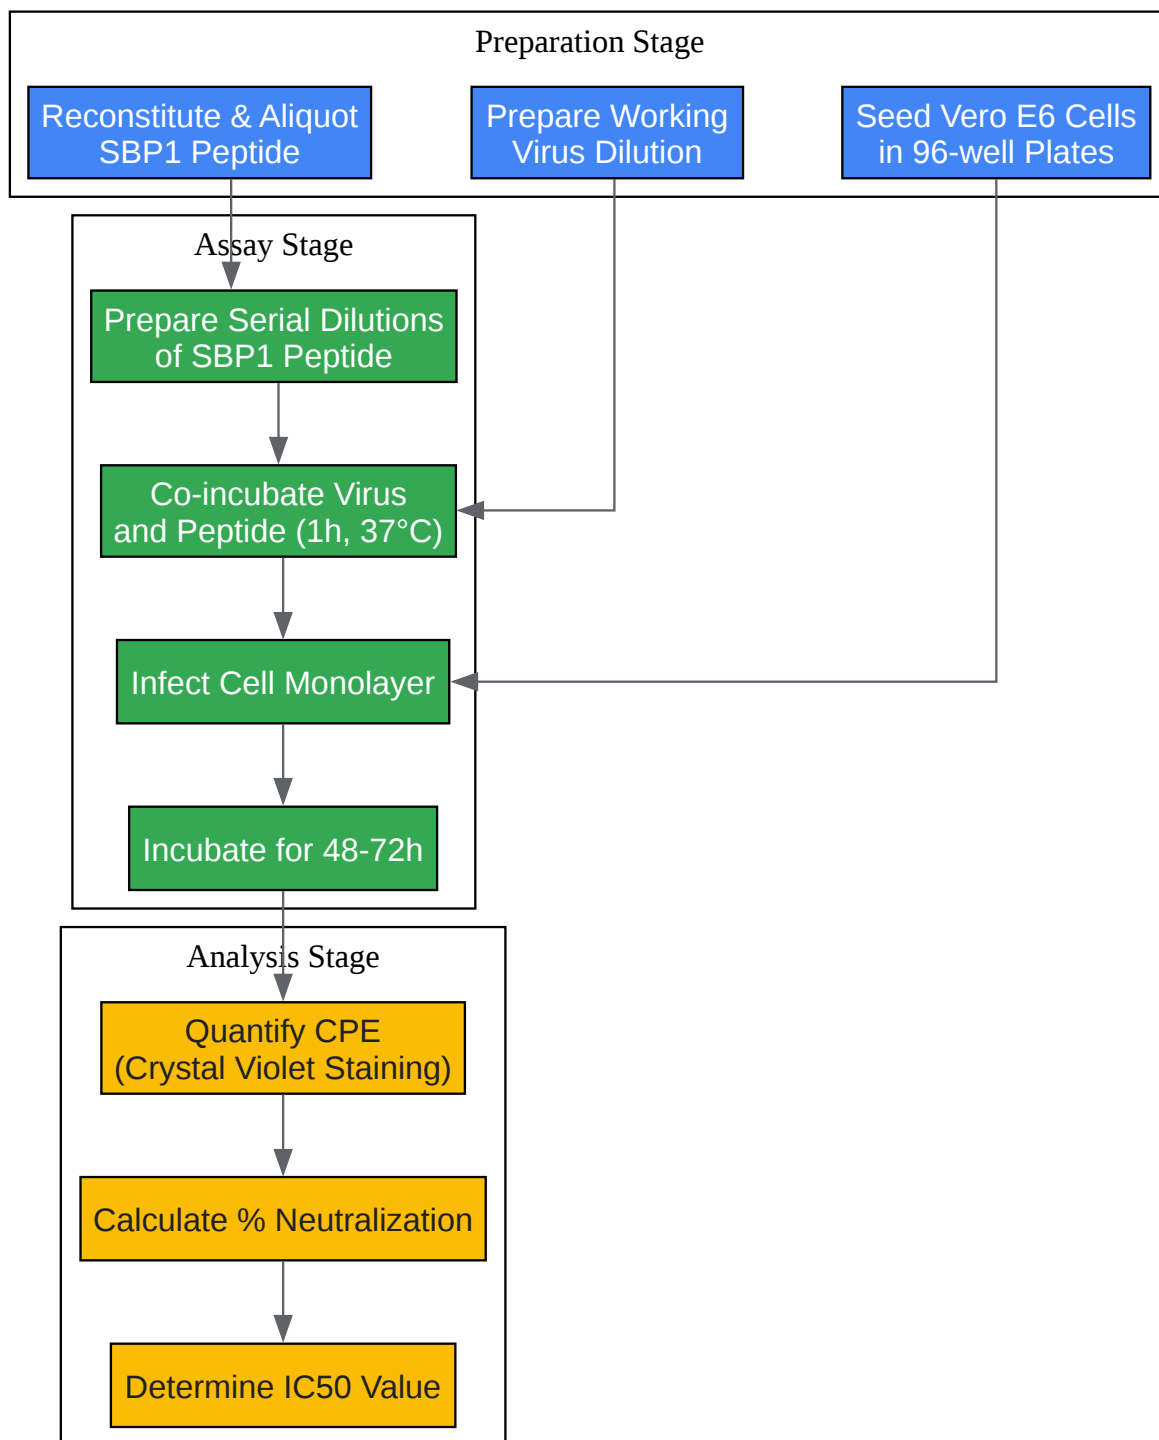 Preparation Stage
Reconstitute & Aliquot
SBP1 Peptide
Prepare Working
Virus Dilution
Seed Vero E6 Cells
in 96-well Plates
Assay Stage
Prepare Serial Dilutions
of SBP1 Peptide
Co-incubate Virus
and Peptide (1h, 37°C)
Infect Cell Monolayer
Incubate for 48-72h
Analysis Stage
Quantify CPE
(Crystal Violet Staining)
Calculate % Neutralization
Determine IC50 Value